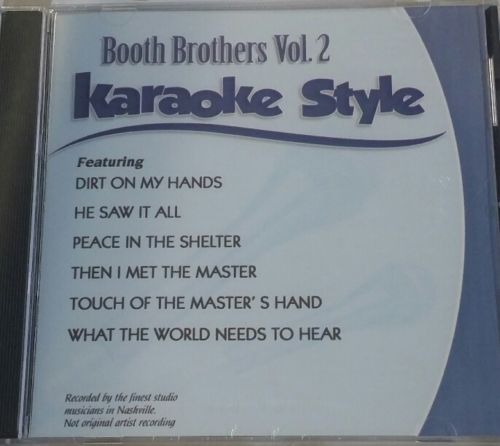 Booth Brothers Vol. 2
Karaoke Style
Featuring
DIRT ON MY HANDS
HE SAW IT ALL
PEACE IN THE SHELTER
THEN I MET THE MASTER
TOUCH OF THE MASTER' S HAND
WHAT THE WORLD NEEDS TO HEAR
Recorded by the finest studio
musicians in Nashville.
Not original artist recording